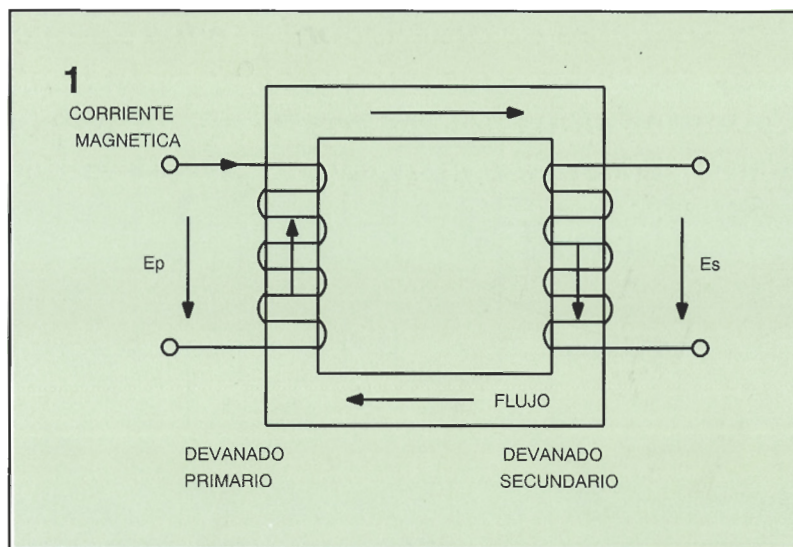 1
CORRIENTE
MAGNETICA
Ep
Es
FLUJO
DEVANADO
PRIMARIO
DEVANADO
SECUNDARIO